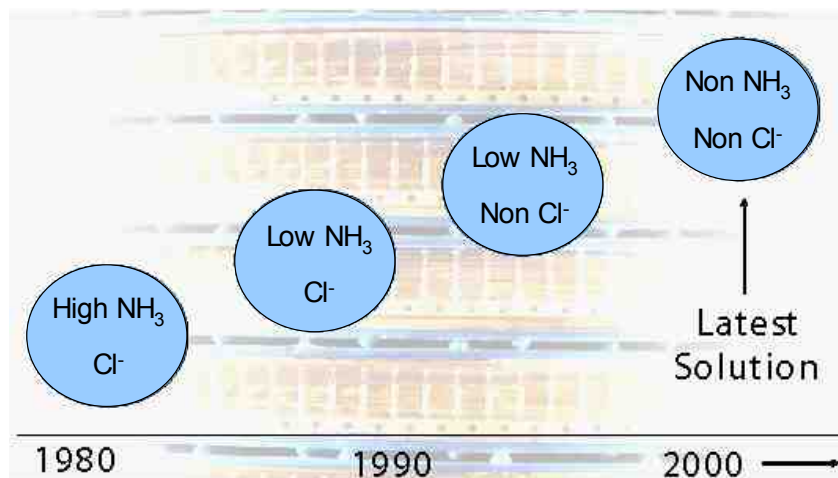 Non NH₃
Non Cl⁻
Low NH₃
Non Cl⁻
Low NH₃
Cl⁻
High NH₃
Cl⁻
Latest
Solution
1980 1990 2000